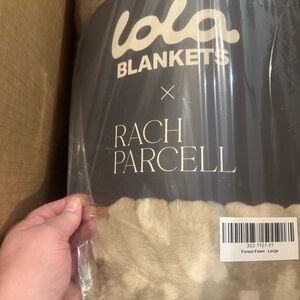 lola
BLANKETS
×
RACH
PARCELL
302-1101-01
Forest Fawn - Large